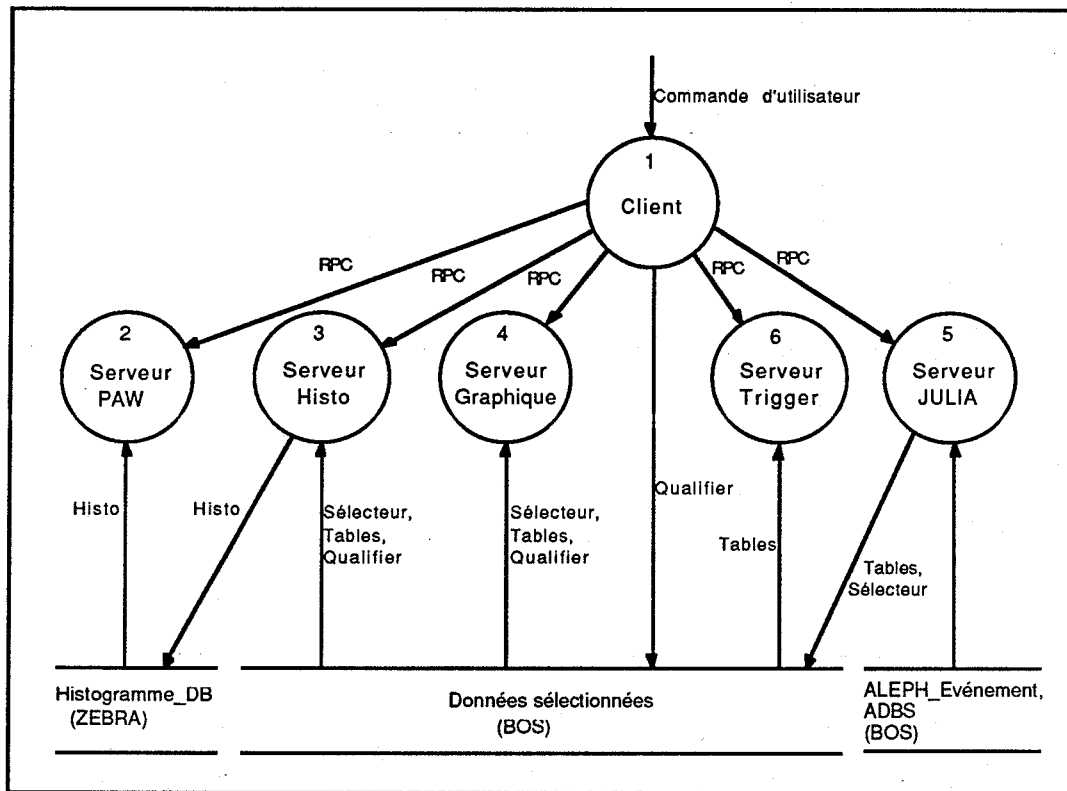 Commande d'utilisateur
1
Client
RPC
RPC
RPC
RPC
RPC
2
Serveur
PAW
3
Serveur
Histo
4
Serveur
Graphique
6
Serveur
Trigger
5
Serveur
JULIA
Histo
Histo
Sélecteur,
Tables,
Qualifier
Sélecteur,
Tables,
Qualifier
Qualifier
Tables
Tables,
Sélecteur
Histogramme_DB
(ZEBRA)
Données sélectionnées
(BOS)
ALEPH_Evénement,
ADBS
(BOS)